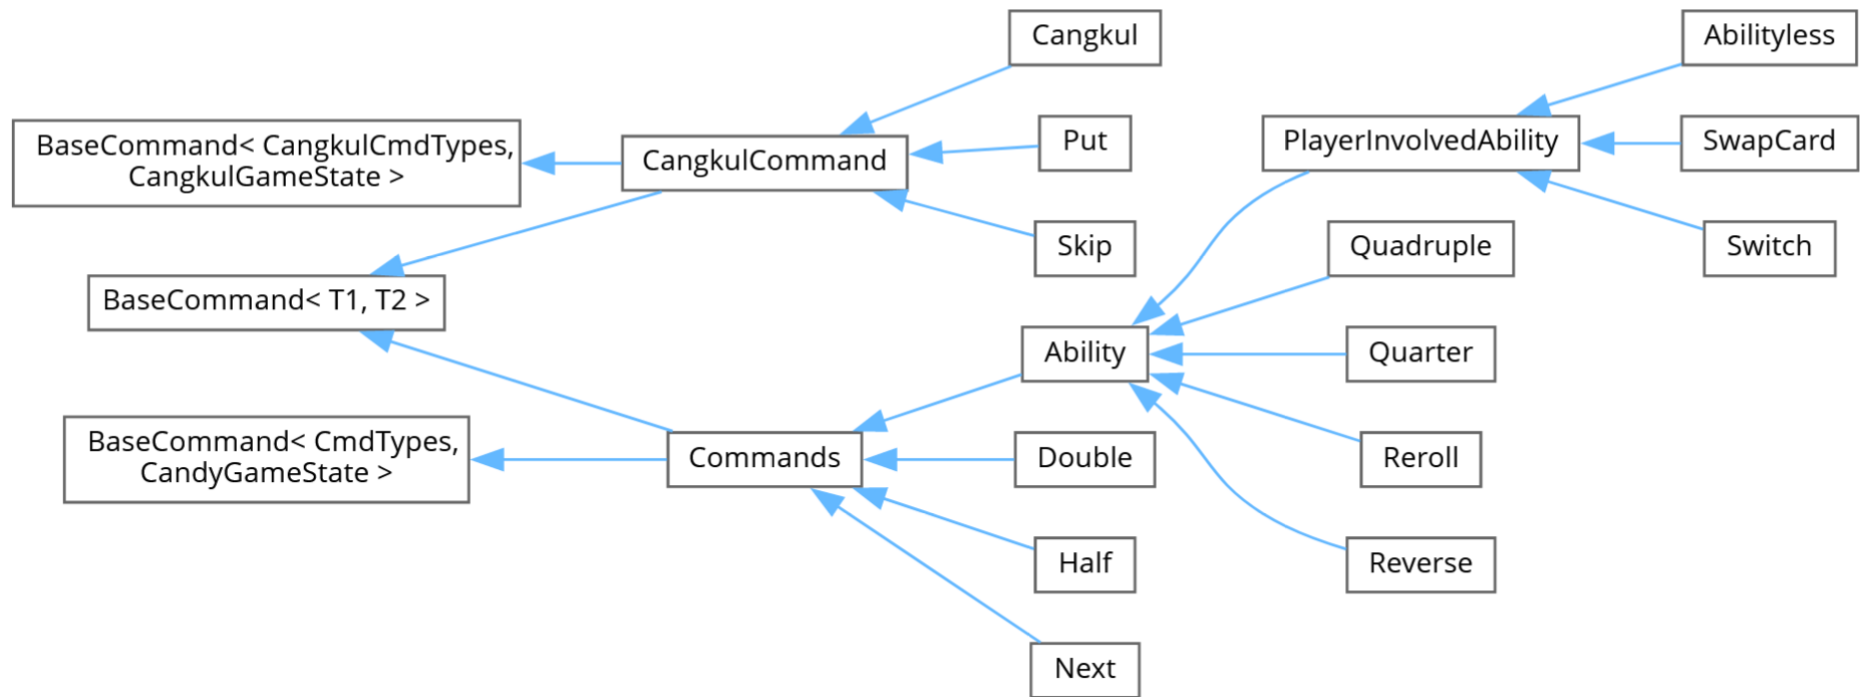 BaseCommand< CangkulCmdTypes,
CangkulGameState >
BaseCommand< T1, T2 >
BaseCommand< CmdTypes,
CandyGameState >
CangkulCommand
Commands
Cangkul
Put
Skip
Ability
Double
Half
Next
PlayerInvolvedAbility
Quadruple
Quarter
Reroll
Reverse
Abilityless
SwapCard
Switch